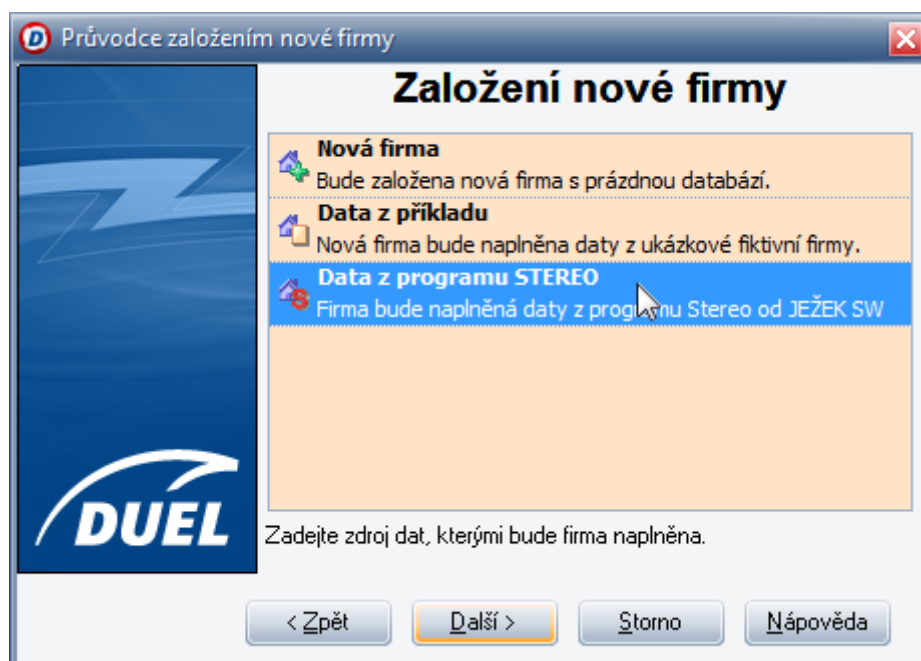 Průvodce založením nové firmy
Založení nové firmy
Nová firma
Bude založena nová firma s prázdnou databází.
Data z příkladu
Nová firma bude naplněna daty z ukázkové fiktivní firmy.
Data z programu STEREO
Firma bude naplněná daty z programu Stereo od JEŽEK SW
DUEL
Zadejte zdroj dat, kterými bude firma naplněna.
< Zpět
Další >
Storno
Nápověda